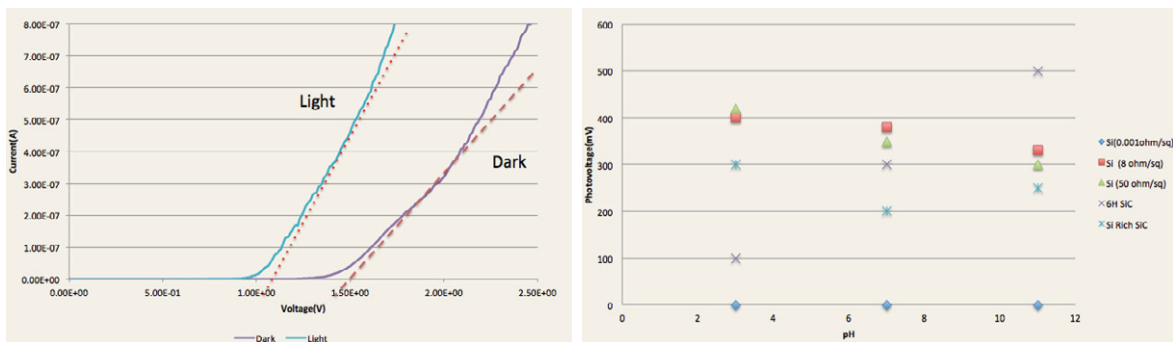 8.00E-07
7.00E-07
6.00E-07
5.00E-07
4.00E-07
3.00E-07
2.00E-07
1.00E-07
0.00E+00
Current(A)
Light
Dark
0.00E+00 5.00E-01 1.00E+00 1.50E+00 2.00E+00 2.50E+00
Voltage(V)
Dark Light
600
500
400
300
200
100
0
Photovoltage(mV)
0 2 4 6 8 10 12
pH
Si(0.001ohm/sq)
Si (8 ohm/sq)
Si (50 ohm/sq)
6H SiC
Si Rich SiC